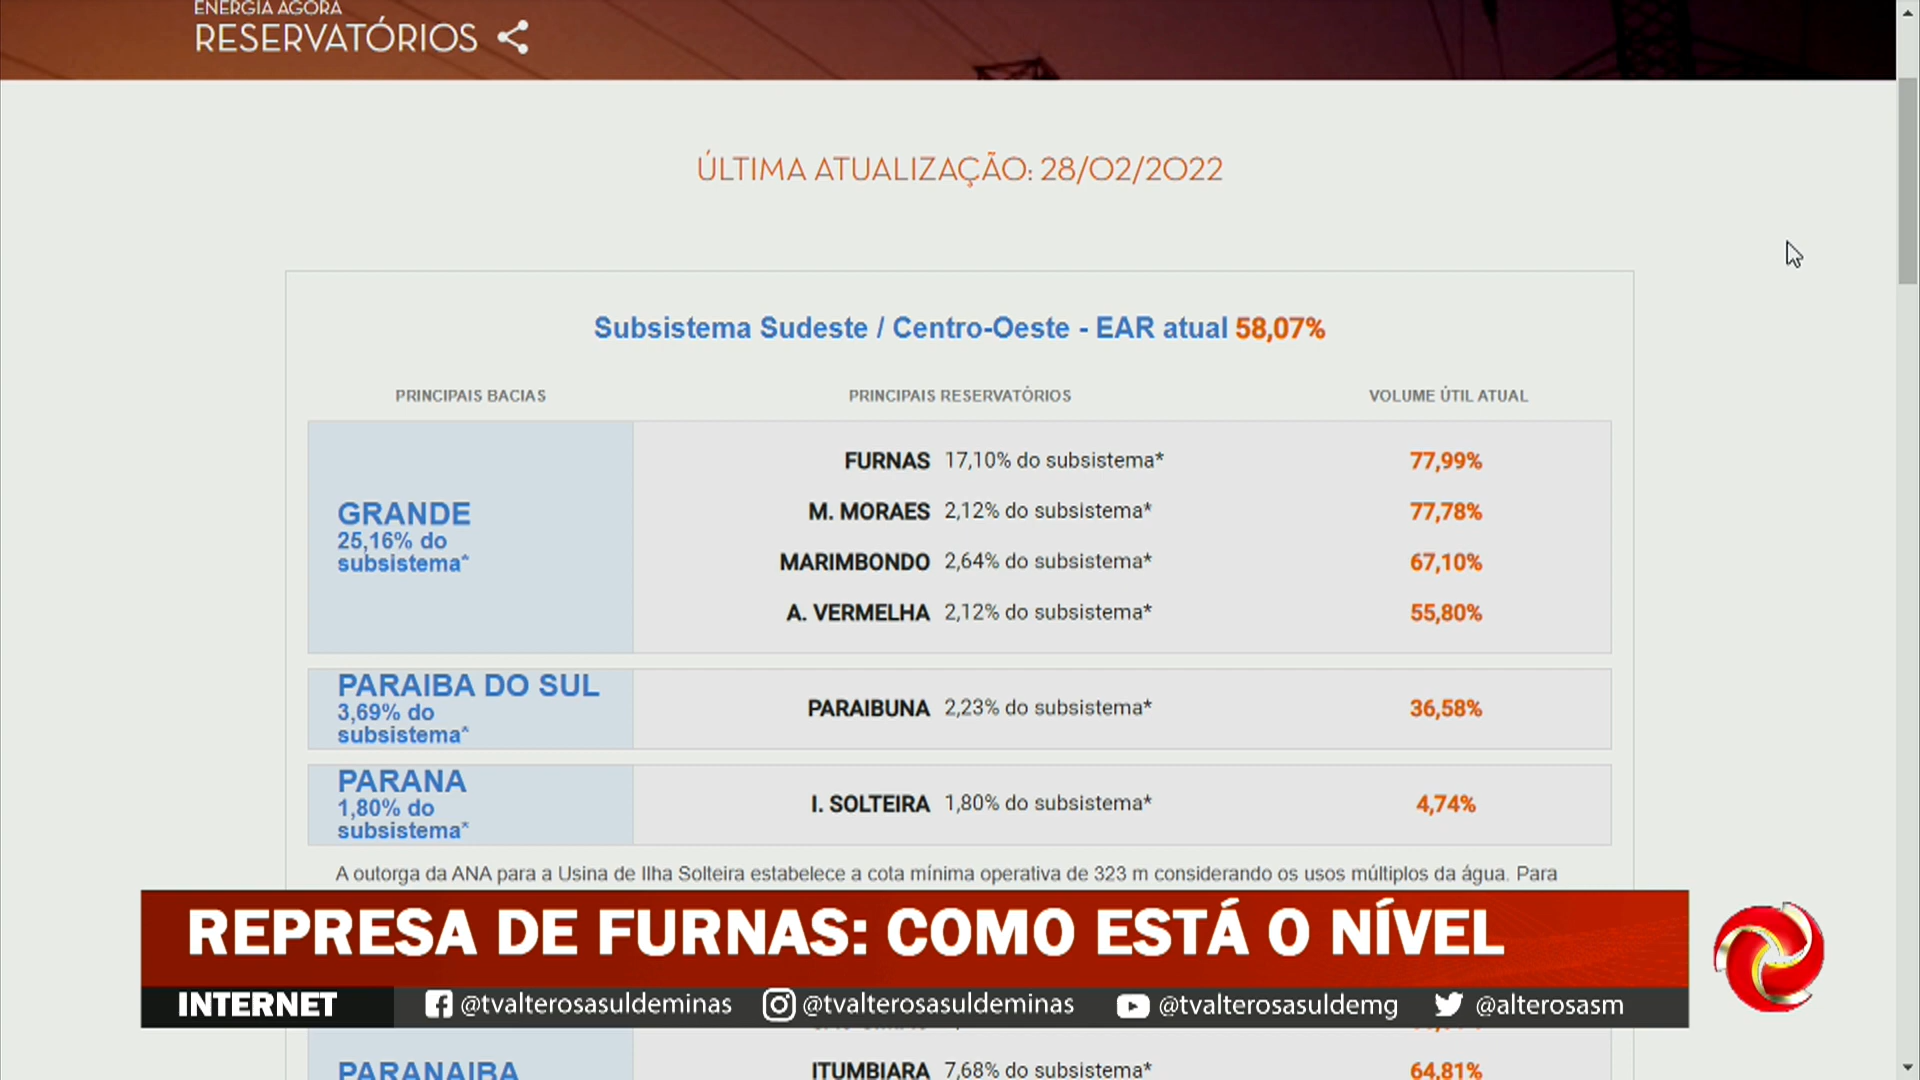 ENERGIA AGORA
RESERVATÓRIOS
ÚLTIMA ATUALIZAÇÃO: 28/02/2022
Subsistema Sudeste / Centro-Oeste - EAR atual 58,07%
PRINCIPAIS BACIAS PRINCIPAIS RESERVATÓRIOS VOLUME ÚTIL ATUAL
GRANDE
25,16% do
subsistema*
FURNAS 17,10% do subsistema* 77,99%
M. MORAES 2,12% do subsistema* 77,78%
MARIMBONDO 2,64% do subsistema* 67,10%
A. VERMELHA 2,12% do subsistema* 55,80%
PARAIBA DO SUL
3,69% do
subsistema*
PARAIBUNA 2,23% do subsistema* 36,58%
PARANA
1,80% do
subsistema*
I. SOLTEIRA 1,80% do subsistema* 4,74%
A outorga da ANA para a Usina de Ilha Solteira estabelece a cota mínima operativa de 323 m considerando os usos múltiplos da água. Para
REPRESA DE FURNAS: COMO ESTÁ O NÍVEL
INTERNET @tvalterosasuldeminas @tvalterosasuldeminas @tvalterosasuldemg @alterosasm
PARANAIBA
ITUMBIARA 7,68% do subsistema* 64,81%